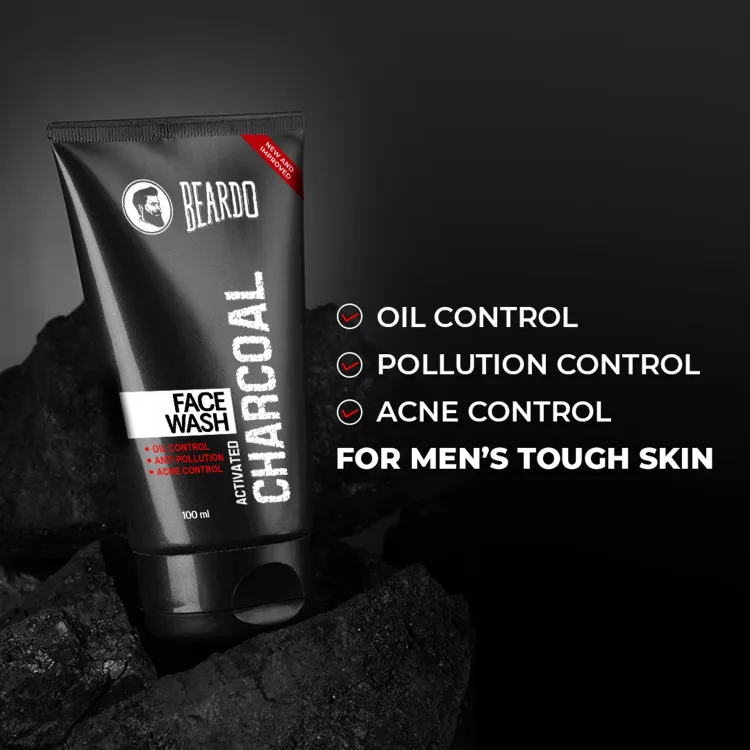 NEW AND
IMPROVED
BEARDO
ACTIVATED
CHARCOAL
FACE
WASH
• OIL CONTROL
• ANTI POLLUTION
• ACNE CONTROL
100 ml
OIL CONTROL
POLLUTION CONTROL
ACNE CONTROL
FOR MEN'S TOUGH SKIN